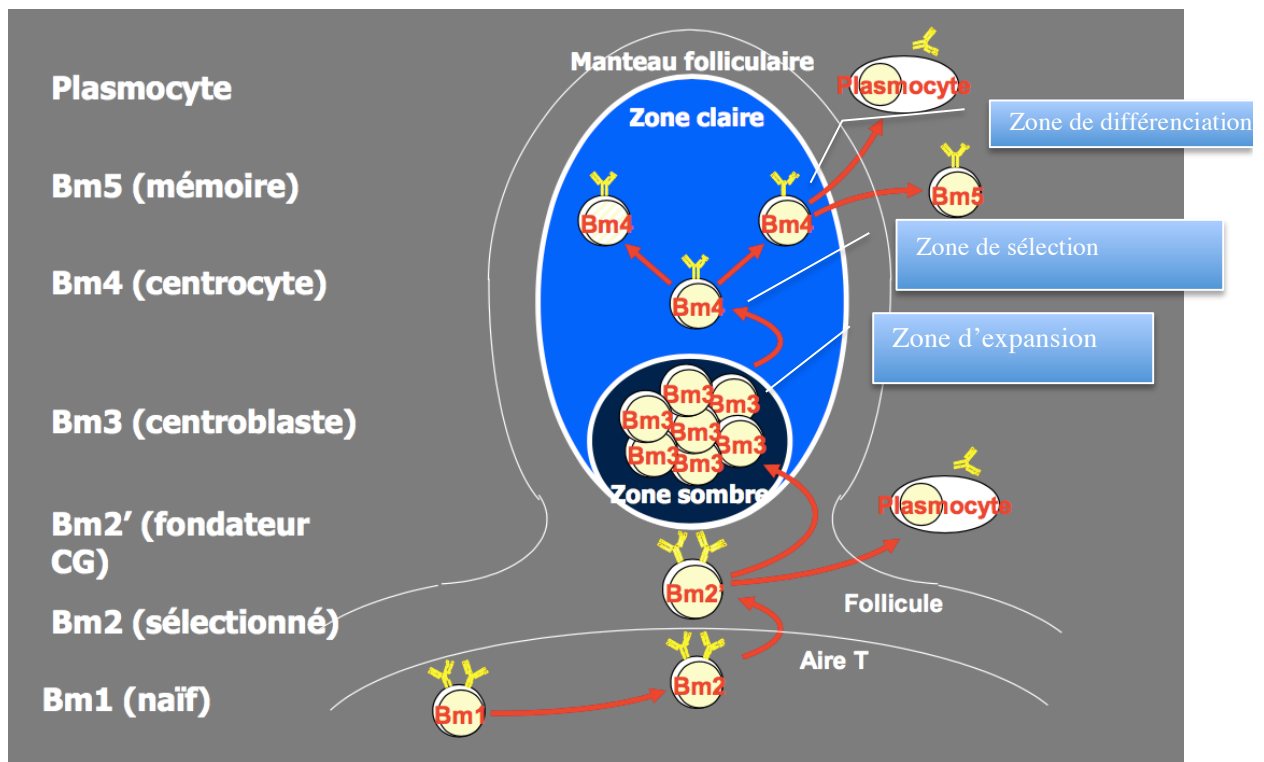 Manteau folliculaire
Plasmocyte
Plasmocyte
Zone claire
Zone de différenciation
Bm5 (mémoire)
Bm4
Bm4
Bm5
Zone de sélection
Bm4 (centrocyte)
Bm4
Zone d’expansion
Bm3 (centroblaste)
Bm3
Bm3
Bm3
Bm3
Bm3
Bm3
Bm3
Zone sombre
Plasmocyte
Bm2’ (fondateur
CG)
Bm2'
Follicule
Bm2 (sélectionné)
Aire T
Bm2
Bm1 (naïf)
Bm1